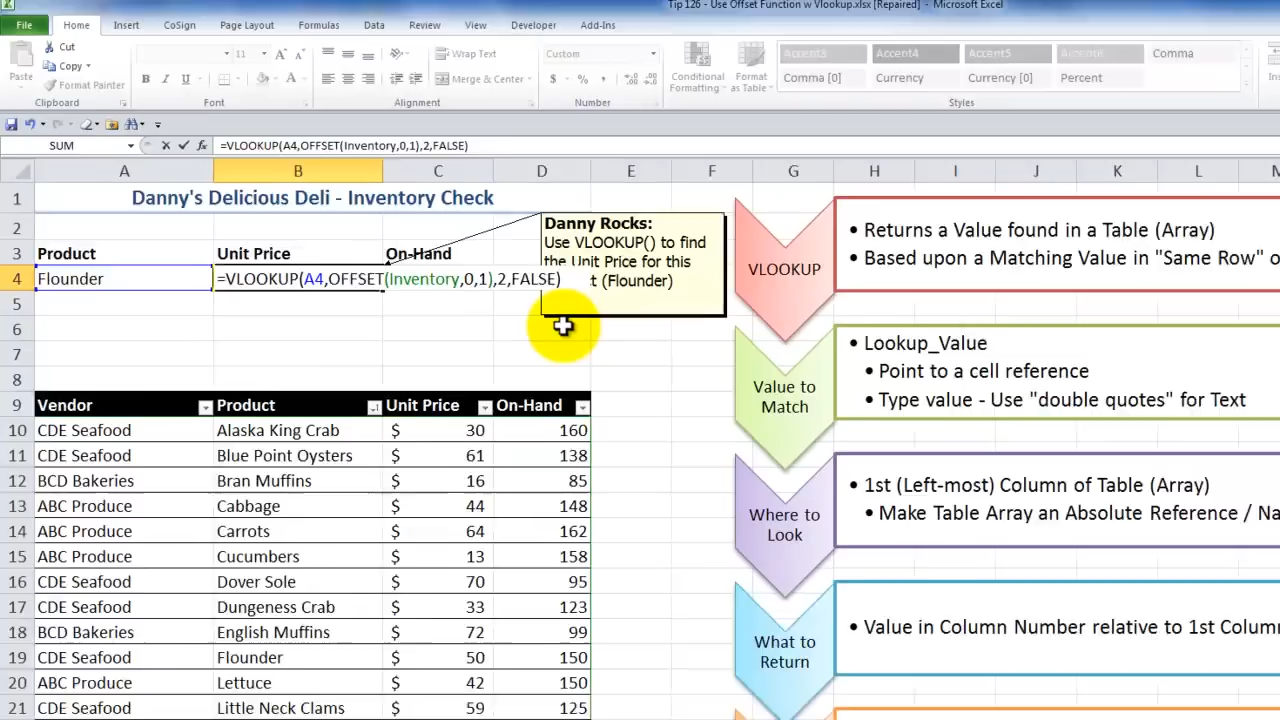 Tip 126 - Use Offset Function w Vlookup.xlsx [Repaired] - Microsoft Excel
File Home Insert CoSign Page Layout Formulas Data Review View Developer Add-Ins
Cut
Copy
Format Painter
Paste
Clipboard
11
B I U
Font
Wrap Text
Merge & Center
Alignment
Custom
$ % ,
Number
Conditional Formatting
Format as Table
Accent3 Accent4 Accent5 Accent6 Comma
Comma [0] Currency Currency [0] Percent
Styles
SUM =VLOOKUP(A4,OFFSET(Inventory,0,1),2,FALSE)
A B C D E F G H I J K L M
1 Danny's Delicious Deli - Inventory Check
2
3 Product Unit Price On-Hand
4 Flounder =VLOOKUP(A4,OFFSET(Inventory,0,1),2,FALSE)
5
6
7
8
Danny Rocks:
Use VLOOKUP() to find
the Unit Price for this
t (Flounder)
9 Vendor Product Unit Price On-Hand
10 CDE Seafood Alaska King Crab $ 30 160
11 CDE Seafood Blue Point Oysters $ 61 138
12 BCD Bakeries Bran Muffins $ 16 85
13 ABC Produce Cabbage $ 44 148
14 ABC Produce Carrots $ 64 162
15 ABC Produce Cucumbers $ 13 158
16 CDE Seafood Dover Sole $ 70 95
17 CDE Seafood Dungeness Crab $ 33 123
18 BCD Bakeries English Muffins $ 72 99
19 CDE Seafood Flounder $ 50 150
20 ABC Produce Lettuce $ 42 150
21 CDE Seafood Little Neck Clams $ 59 125
VLOOKUP
• Returns a Value found in a Table (Array)
• Based upon a Matching Value in "Same Row" o
Value to
Match
• Lookup_Value
• Point to a cell reference
• Type value - Use "double quotes" for Text
Where to
Look
• 1st (Left-most) Column of Table (Array)
• Make Table Array an Absolute Reference / Na
What to
Return
• Value in Column Number relative to 1st Colum